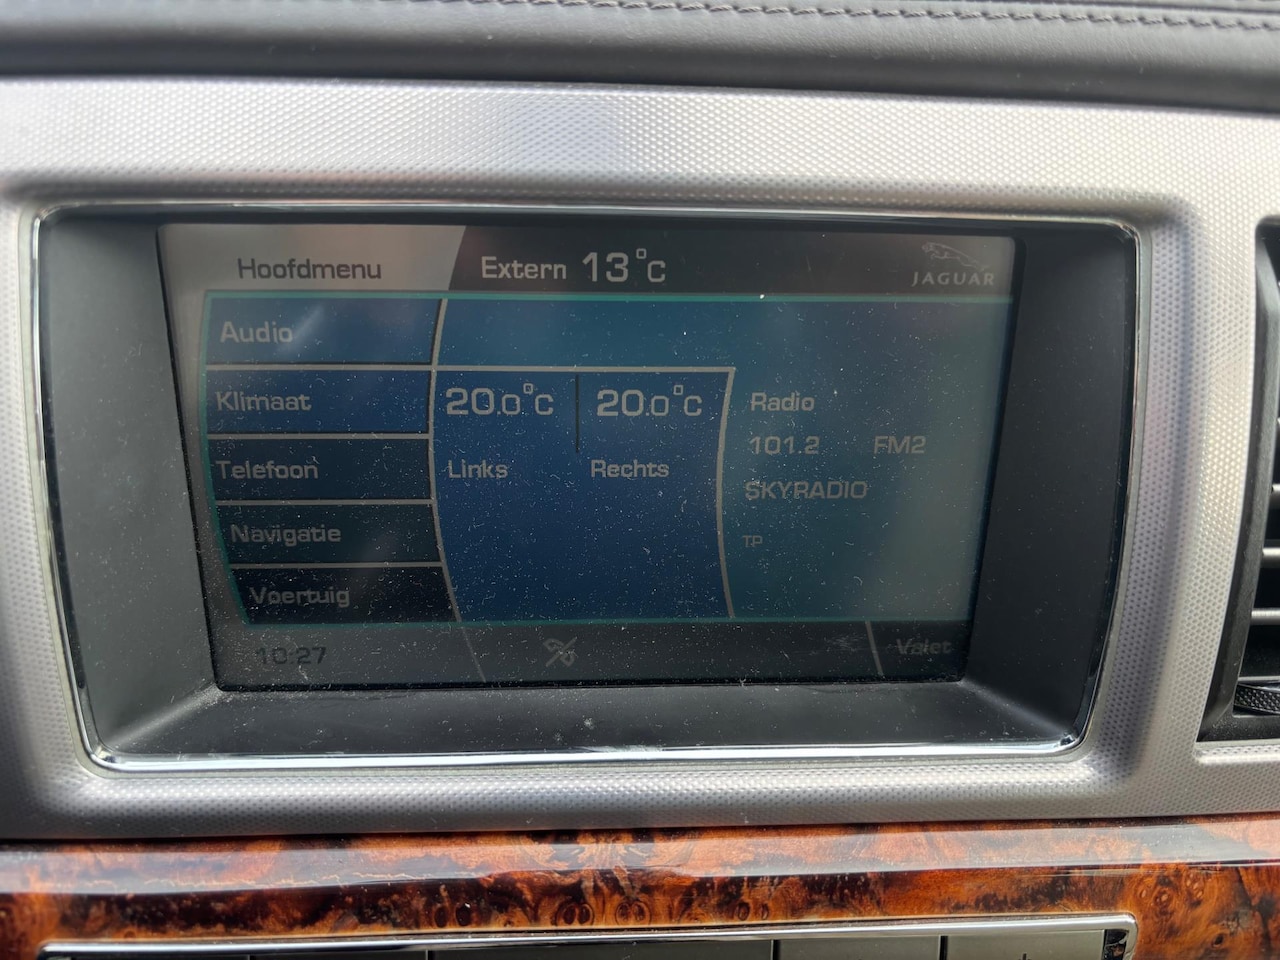 Hoofdmenu
Extern 13°C
JAGUAR
Audio
Klimaat
20.0°C
20.0°C
Links
Rechts
Telefoon
Navigatie
Voertuig
Radio
101.2 FM2
SKYRADIO
TP
10:27
Valet